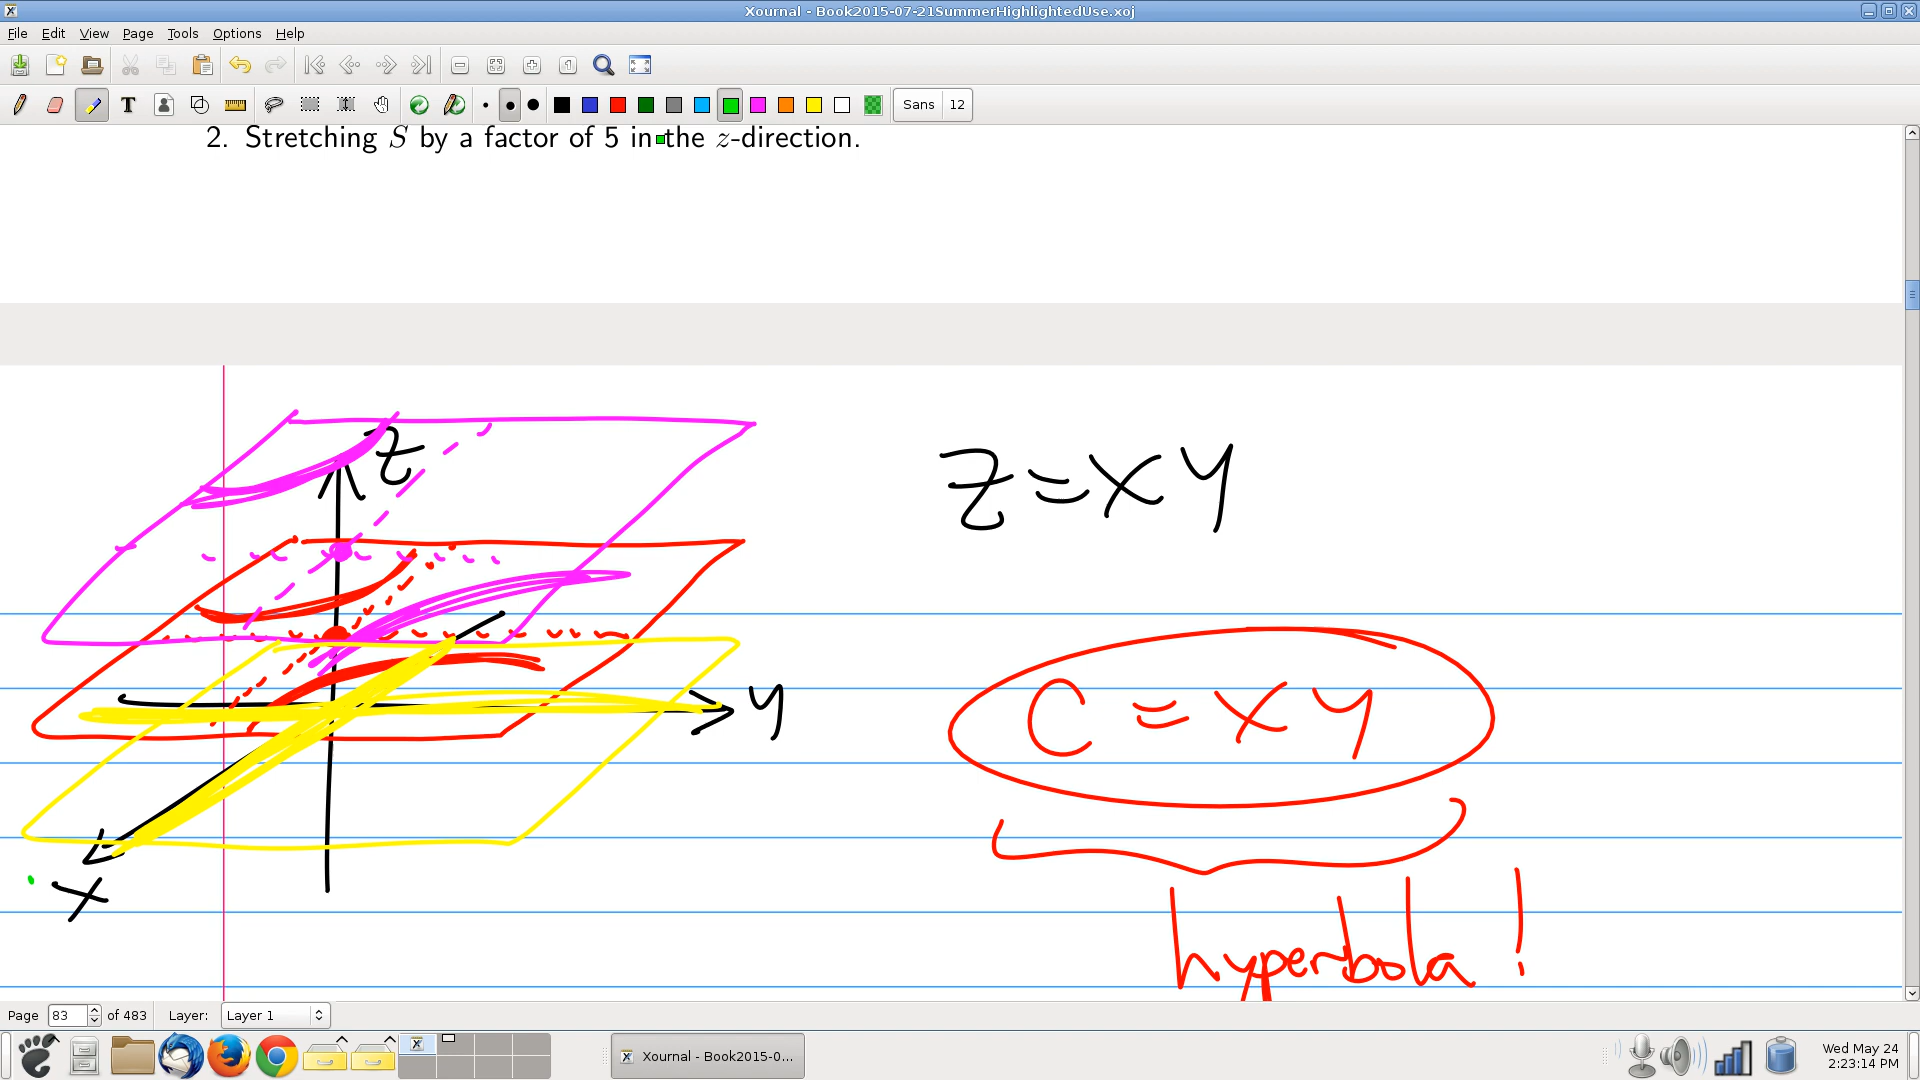 Xournal - Book2015-07-21SummerHighlightedUse.xoj
File Edit View Page Tools Options Help
Sans 12
2. Stretching S by a factor of 5 in the z-direction.
z
z=xy
y
C = xy
x
hyperbola!
Page 83 of 483 Layer: Layer 1
Xournal - Book2015-0...
Wed May 24
2:23:14 PM